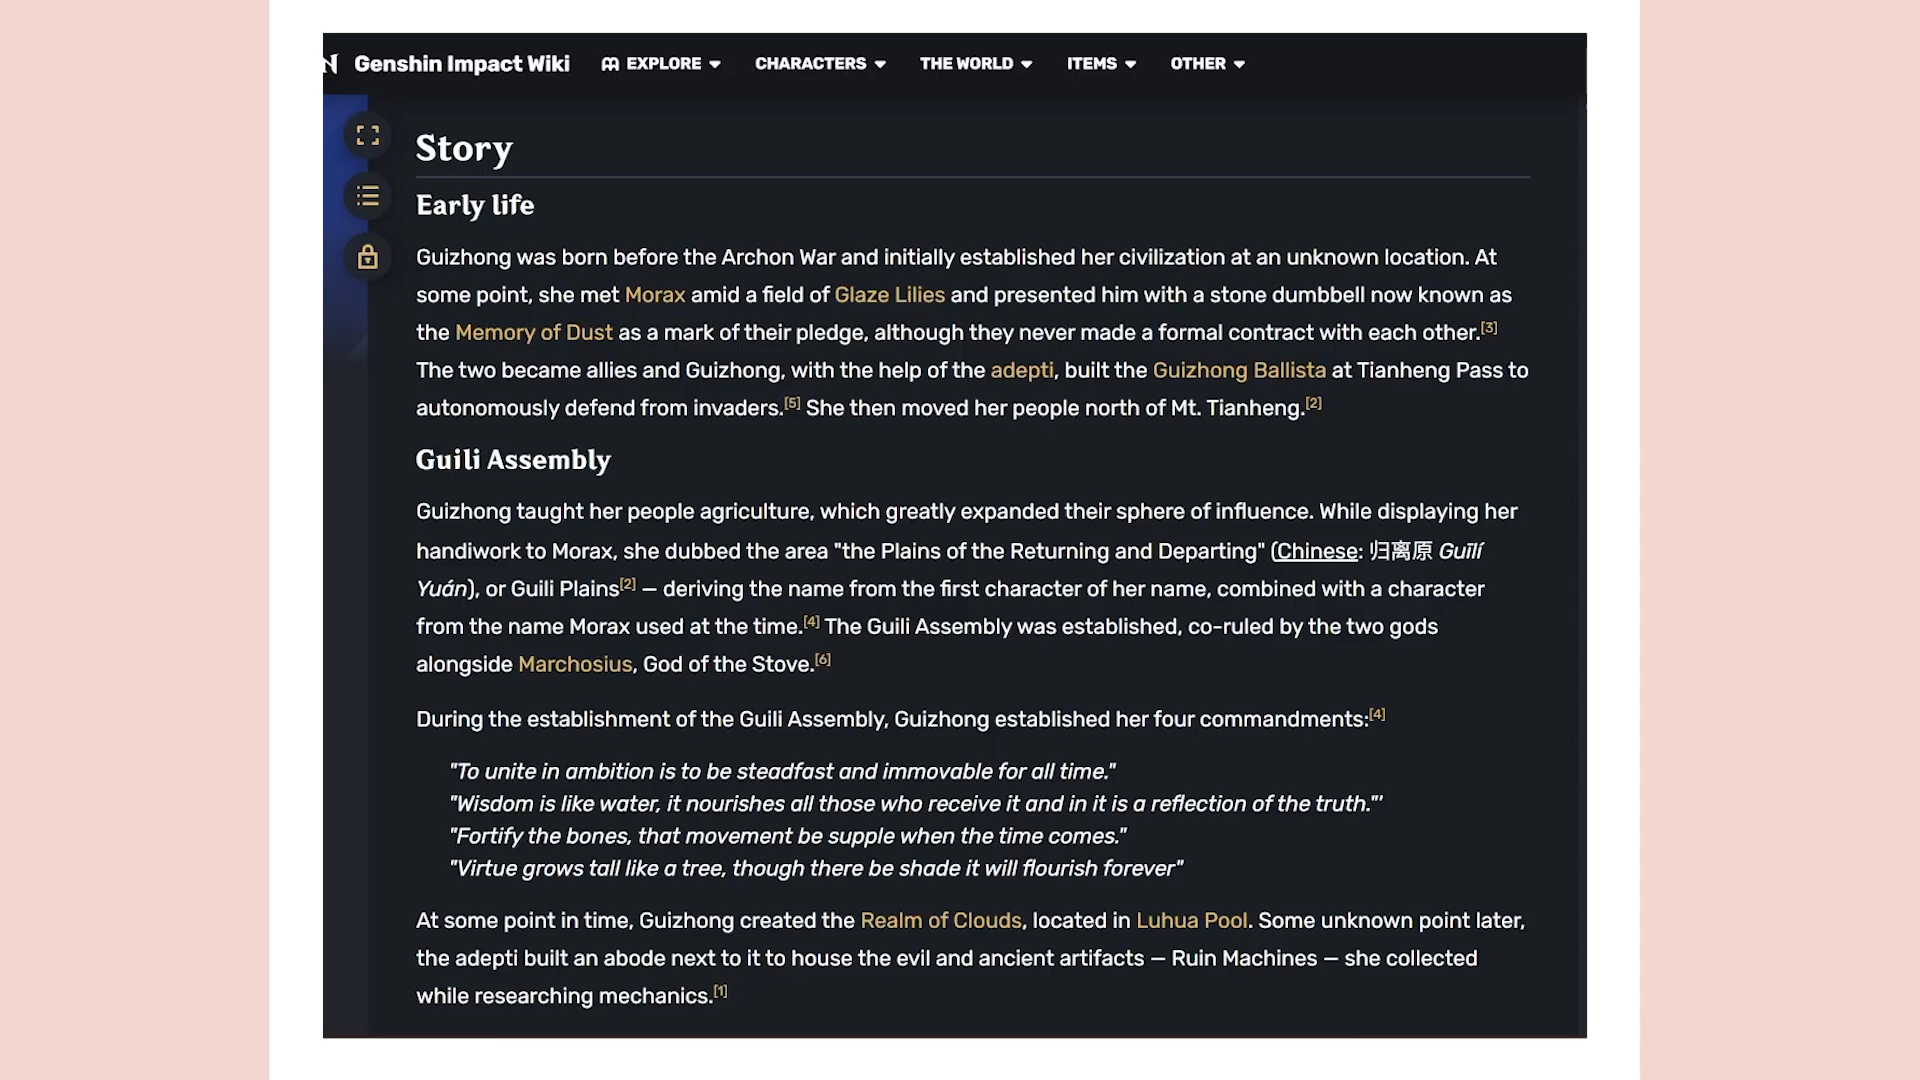 Genshin Impact Wiki EXPLORE CHARACTERS THE WORLD ITEMS OTHER
Story
Early life
Guizhong was born before the Archon War and initially established her civilization at an unknown location. At
some point, she met Morax amid a field of Glaze Lilies and presented him with a stone dumbbell now known as
the Memory of Dust as a mark of their pledge, although they never made a formal contract with each other.[3]
The two became allies and Guizhong, with the help of the adepti, built the Guizhong Ballista at Tianheng Pass to
autonomously defend from invaders.[5] She then moved her people north of Mt. Tianheng.[2]
Guili Assembly
Guizhong taught her people agriculture, which greatly expanded their sphere of influence. While displaying her
handiwork to Morax, she dubbed the area "the Plains of the Returning and Departing" (Chinese: 归离原 Guīlí
Yuán), or Guili Plains[2] — deriving the name from the first character of her name, combined with a character
from the name Morax used at the time.[4] The Guili Assembly was established, co-ruled by the two gods
alongside Marchosius, God of the Stove.[6]
During the establishment of the Guili Assembly, Guizhong established her four commandments:[4]
"To unite in ambition is to be steadfast and immovable for all time."
"Wisdom is like water, it nourishes all those who receive it and in it is a reflection of the truth."'
"Fortify the bones, that movement be supple when the time comes."
"Virtue grows tall like a tree, though there be shade it will flourish forever"
At some point in time, Guizhong created the Realm of Clouds, located in Luhua Pool. Some unknown point later,
the adepti built an abode next to it to house the evil and ancient artifacts — Ruin Machines — she collected
while researching mechanics.[1]